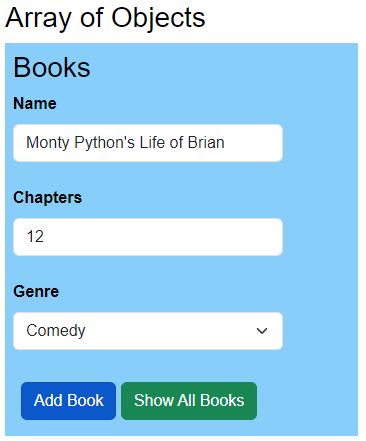 Array of Objects
Books
Name
Monty Python's Life of Brian
Chapters
12
Genre
Comedy
Add Book Show All Books